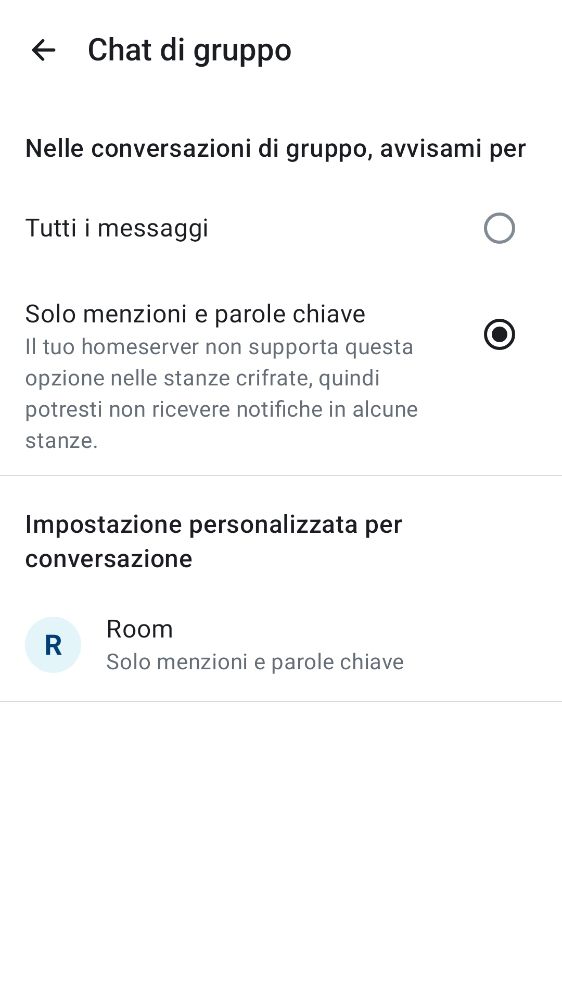 Chat di gruppo
Nelle conversazioni di gruppo, avvisami per
Tutti i messaggi
Solo menzioni e parole chiave
Il tuo homeserver non supporta questa
opzione nelle stanze crifrate, quindi
potresti non ricevere notifiche in alcune
stanze.
Impostazione personalizzata per
conversazione
R
Room
Solo menzioni e parole chiave